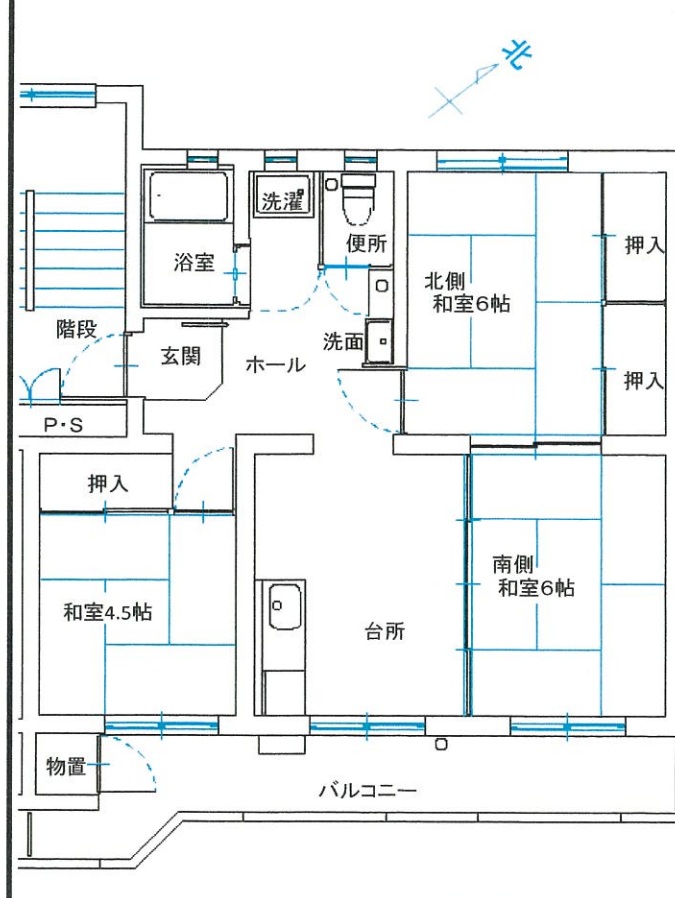 北
洗濯
便所
浴室
北側
和室6帖
押入
階段
玄関
洗面
ホール
押入
P・S
押入
南側
和室6帖
和室4.5帖
台所
物置
バルコニー